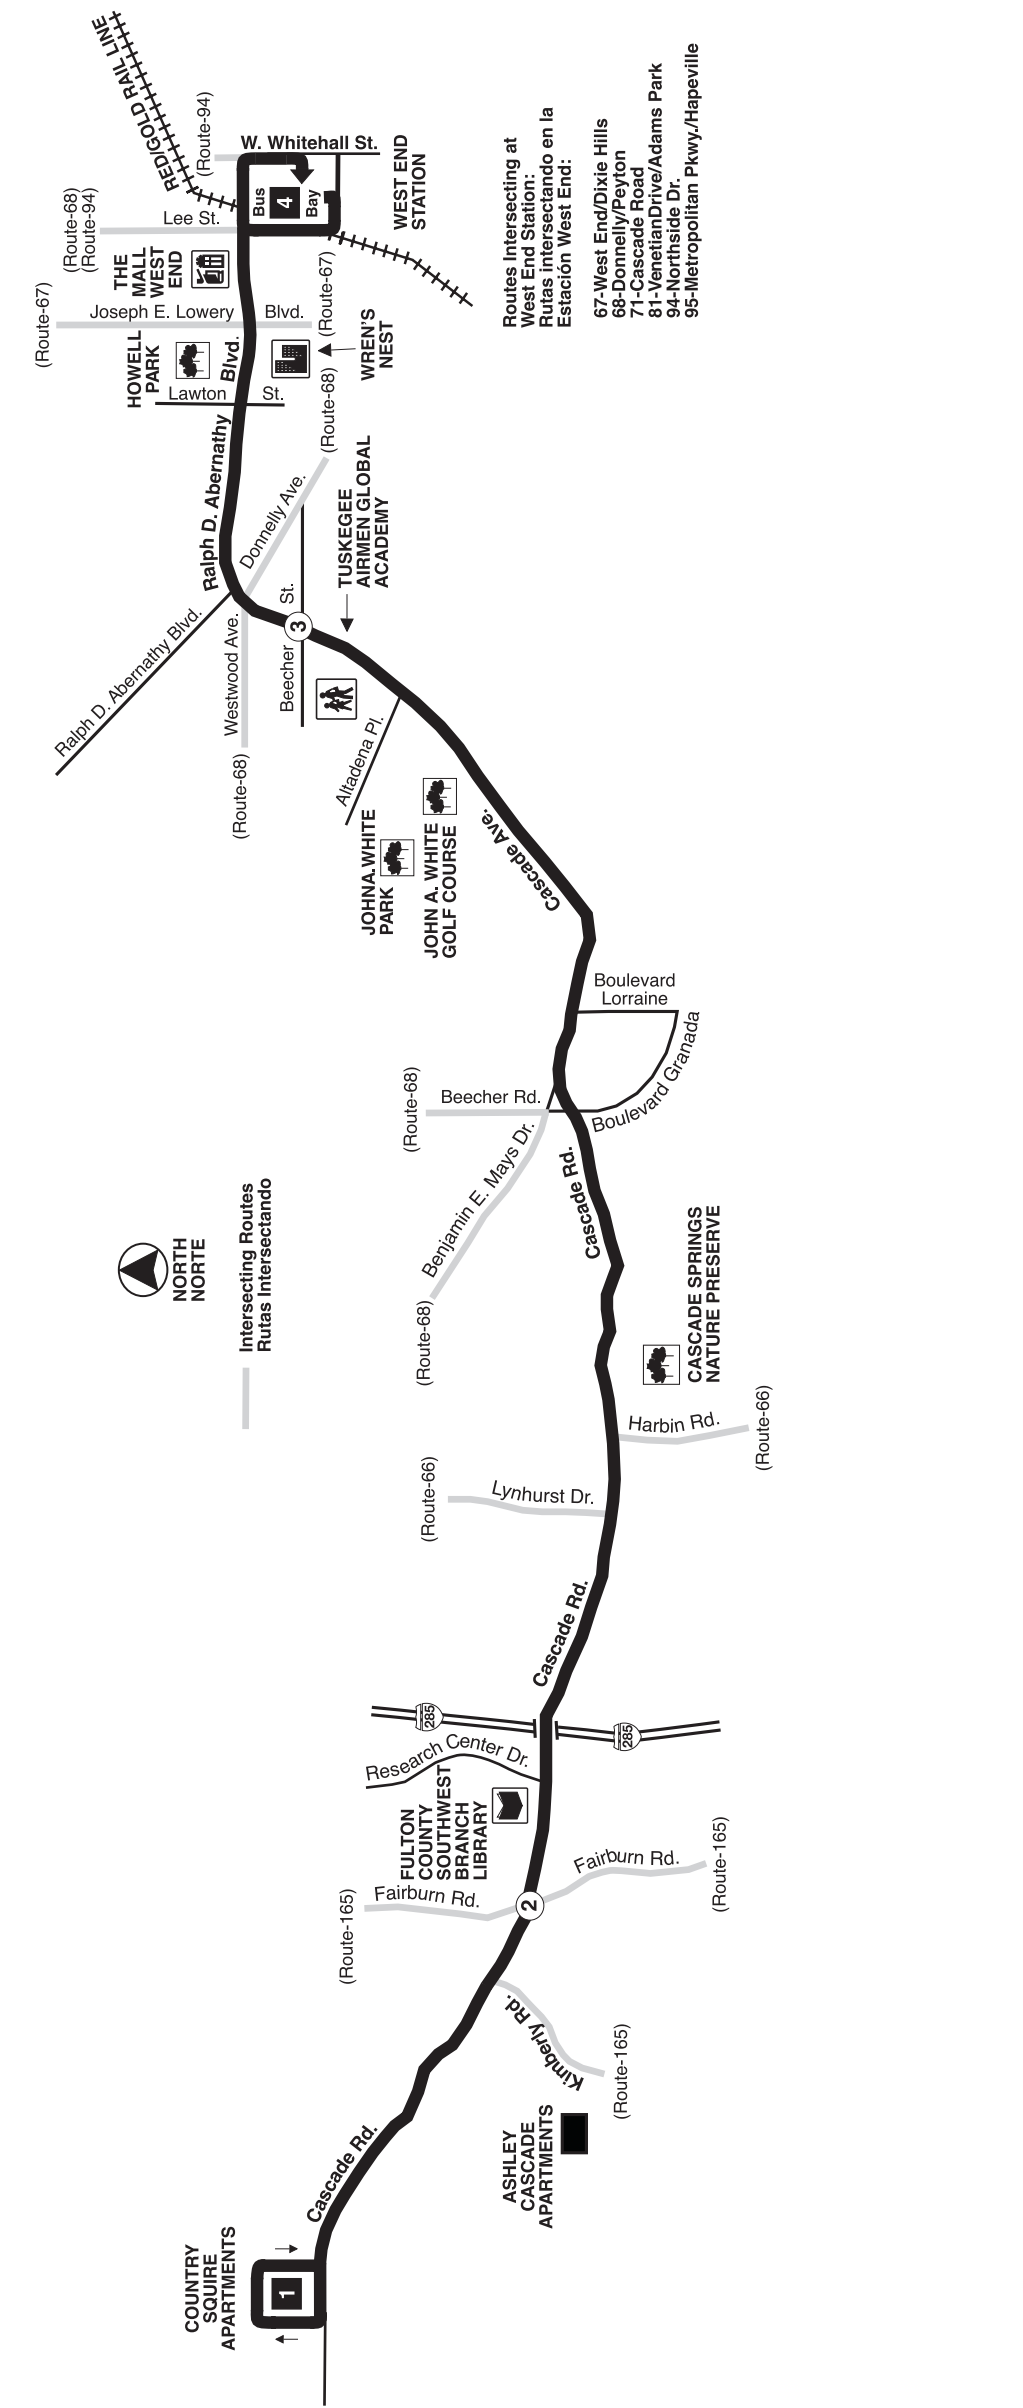 RED/GOLD RAIL LINE
(Route-94)
W. Whitehall St.
Bus
4
Bay
WEST END
STATION
(Route-68)
(Route-94)
Lee St.
THE
MALL
WEST
END
(Route-67)
Joseph E. Lowery
Blvd.
(Route-67)
HOWELL
PARK
WREN'S
NEST
Lawton
St.
(Route-68)
Ralph D. Abernathy
Blvd.
Donnelly Ave.
TUSKEGEE
AIRMEN GLOBAL
ACADEMY
Ralph D. Abernathy Blvd.
Westwood Ave.
(Route-68)
Beecher
St.
3
Altadena Pl.
JOHNA.WHITE
PARK
JOHN A. WHITE
GOLF COURSE
Cascade Ave.
Routes Intersecting at
West End Station:
Rutas intersectando en la
Estación West End:
67-West End/Dixie Hills
68-Donnelly/Peyton
71-Cascade Road
81-VenetianDrive/Adams Park
94-Northside Dr.
95-Metropolitan Pkwy./Hapeville
Boulevard
Lorraine
Boulevard Granada
(Route-68)
Beecher Rd.
Benjamin E. Mays Dr.
(Route-68)
Cascade Rd.
NORTH
NORTE
Intersecting Routes
Rutas Intersectando
CASCADE SPRINGS
NATURE PRESERVE
Harbin Rd.
(Route-66)
(Route-66)
Lynhurst Dr.
Cascade Rd.
285
285
Research Center Dr.
FULTON
COUNTY
SOUTHWEST
BRANCH
LIBRARY
(Route-165)
Fairburn Rd.
2
Fairburn Rd.
(Route-165)
Kimberly Rd.
(Route-165)
ASHLEY
CASCADE
APARTMENTS
Cascade Rd.
COUNTRY
SQUIRE
APARTMENTS
1